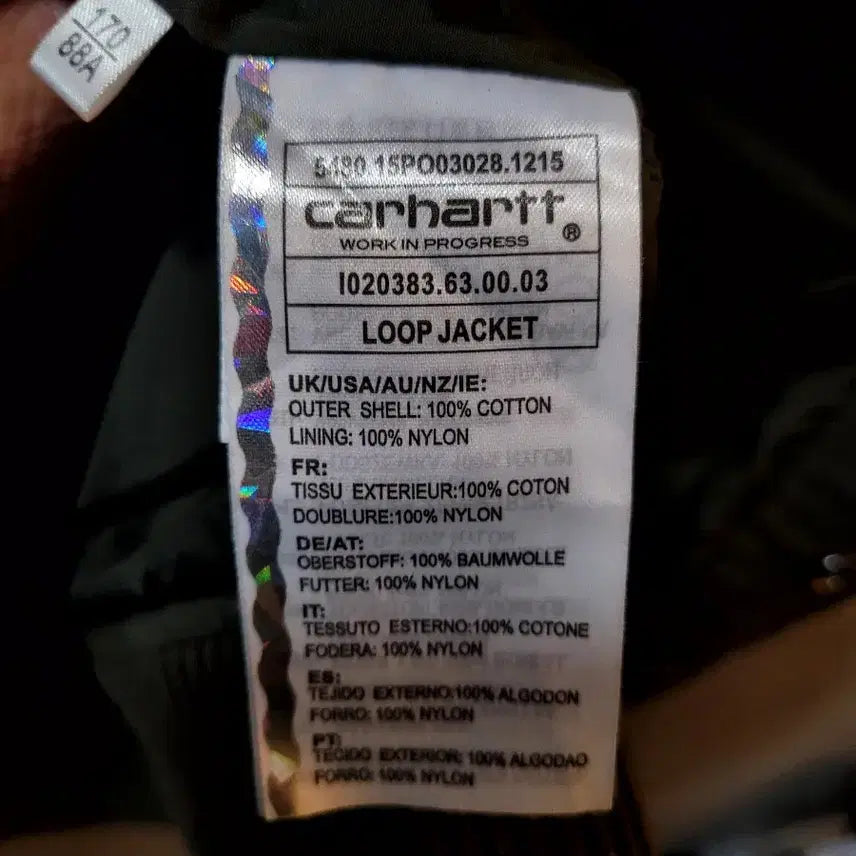 170
88A
5480.15PO03028.1215
carhartt®
WORK IN PROGRESS
I020383.63.00.03
LOOP JACKET
UK/USA/AU/NZ/IE:
OUTER SHELL: 100% COTTON
LINING: 100% NYLON
FR:
TISSU EXTERIEUR:100% COTON
DOUBLURE:100% NYLON
DE/AT:
OBERSTOFF: 100% BAUMWOLLE
FUTTER: 100% NYLON
IT:
TESSUTO ESTERNO:100% COTONE
FODERA: 100% NYLON
ES:
TEJIDO EXTERNO:100% ALGODON
FORRO: 100% NYLON
PT:
TECIDO EXTERIOR: 100% ALGODAO
FORRO: 100% NYLON